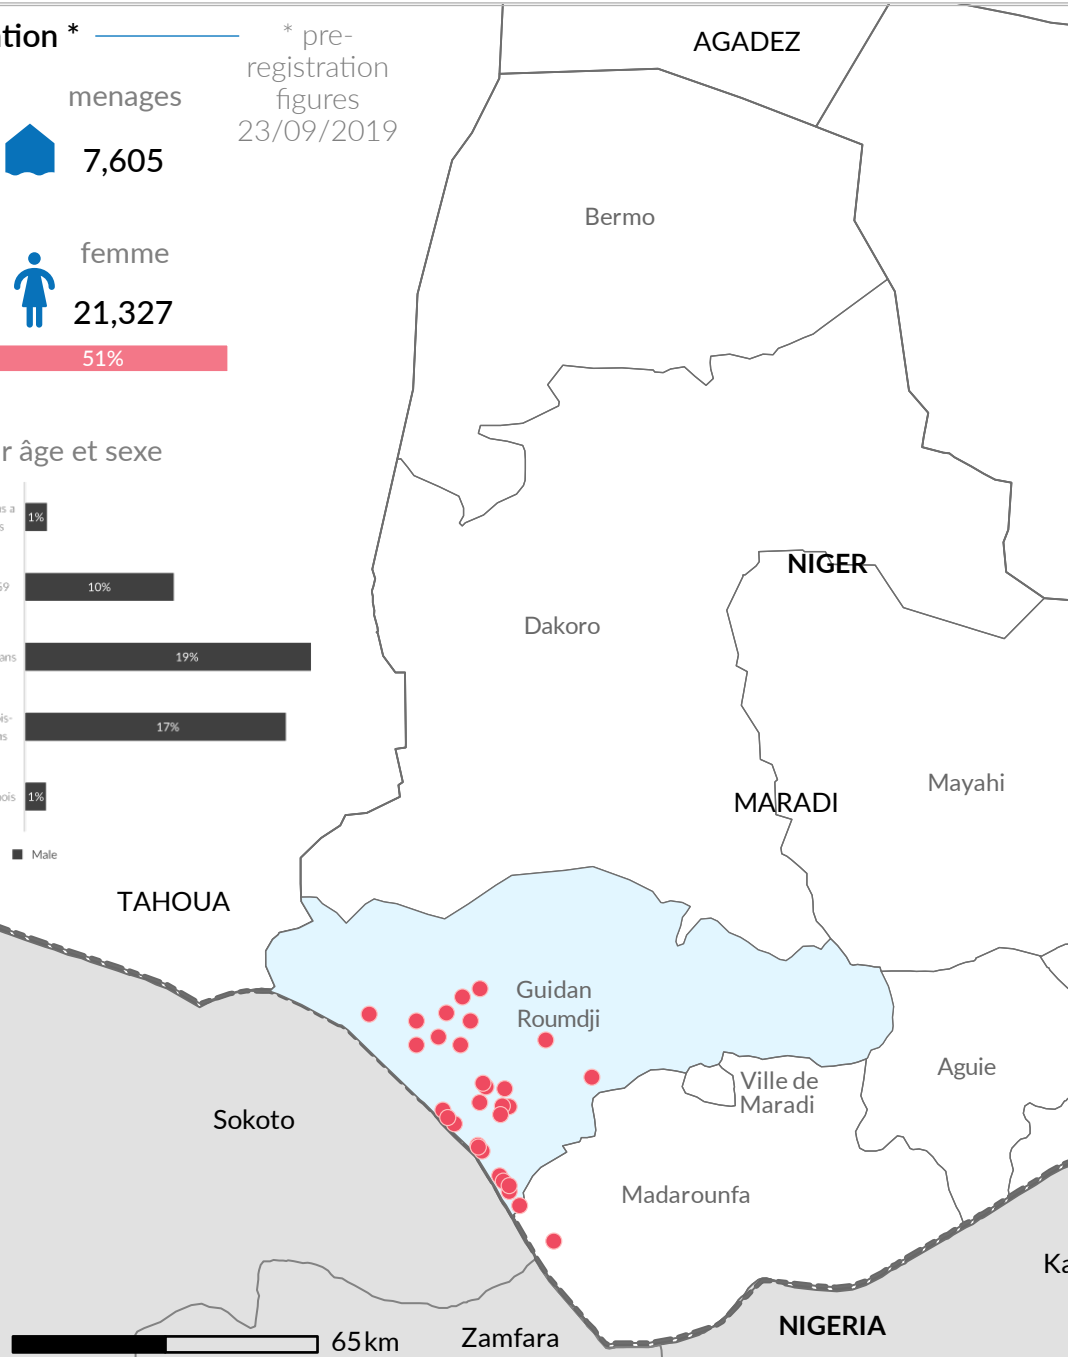 * pre-
registration
figures
23/09/2019
menages
7,605
femme
21,327
51%
âge et sexe
1%
10%
19%
17%
1%
Male
AGADEZ
Bermo
NIGER
Dakoro
Mayahi
MARADI
TAHOUA
Guidan
Roumdji
Aguie
Ville de
Maradi
Sokoto
Madarounfa
NIGERIA
Zamfara
65km